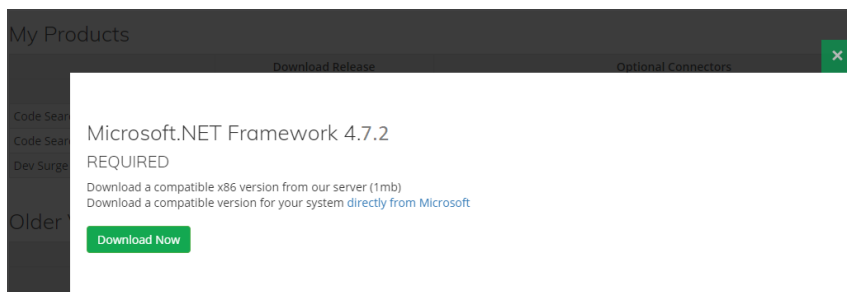 My Products
Download Release Optional Connectors
×
Code Sear
Microsoft.NET Framework 4.7.2
Code Sear
REQUIRED
Dev Surge
Download a compatible x86 version from our server (1mb)
Download a compatible version for your system directly from Microsoft
Older
Download Now